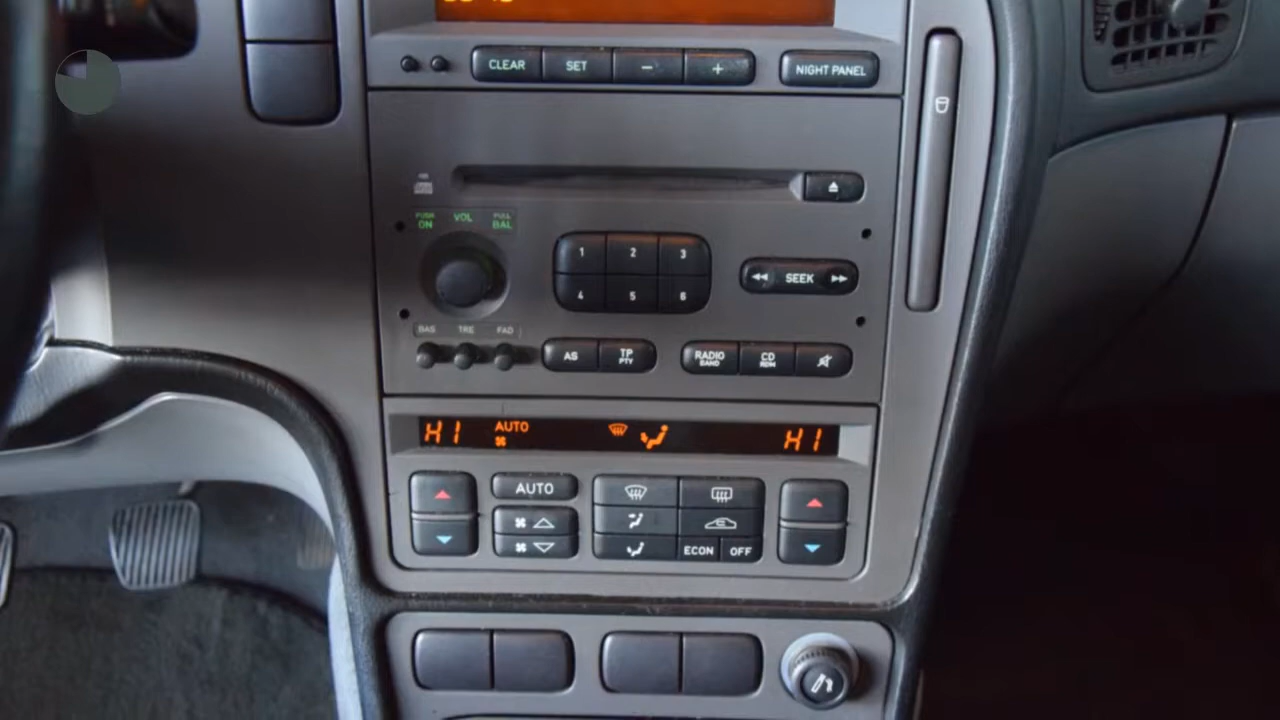 CLEAR SET − + NIGHT PANEL
PUSH ON VOL PULL BAL
1 2 3
4 5 6
SEEK
BAS TRE FAD
AS TP PTY RADIO BAND CD RDM
HI AUTO HI
AUTO
ECON OFF